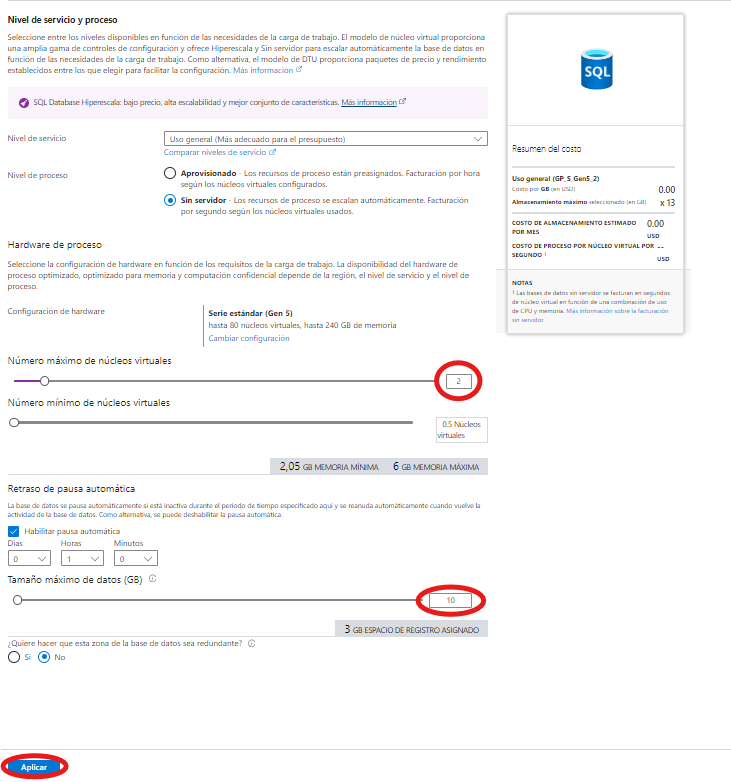 Nivel de servicio y proceso
Seleccione entre los niveles disponibles en función de las necesidades de la carga de trabajo. El modelo de núcleo virtual proporciona
una amplia gama de controles de configuración y ofrece Hiperescala y Sin servidor para escalar automáticamente la base de datos en
función de las necesidades de la carga de trabajo. Como alternativa, el modelo de DTU proporciona paquetes de precio y rendimiento
establecidos entre los que elegir para facilitar la configuración. Más información
SQL Database Hiperescala: bajo precio, alta escalabilidad y mejor conjunto de características. Más información
Nivel de servicio
Uso general (Más adecuado para el presupuesto)
Comparar niveles de servicio
Nivel de proceso
Aprovisionado - Los recursos de proceso están preasignados. Facturación por hora
según los núcleos virtuales configurados.
Sin servidor - Los recursos de proceso se escalan automáticamente. Facturación
por segundo según los núcleos virtuales usados.
Hardware de proceso
Seleccione la configuración de hardware en función de los requisitos de la carga de trabajo. La disponibilidad del hardware de
proceso optimizado, optimizado para memoria y computación confidencial depende de la región, el nivel de servicio y el nivel de
proceso.
Configuración de hardware
Serie estándar (Gen 5)
hasta 80 núcleos virtuales, hasta 240 GB de memoria
Cambiar configuración
Número máximo de núcleos virtuales
2
Número mínimo de núcleos virtuales
0.5 Núcleos
virtuales
2,05 GB MEMORIA MÍNIMA 6 GB MEMORIA MÁXIMA
Retraso de pausa automática
La base de datos se pausa automáticamente si está inactiva durante el período de tiempo especificado aquí y se reanuda automáticamente cuando vuelve la
actividad de la base de datos. Como alternativa, se puede deshabilitar la pausa automática.
Habilitar pausa automática
Días Horas Minutos
0 1 0
Tamaño máximo de datos (GB)
10
3 GB ESPACIO DE REGISTRO ASIGNADO
¿Quiere hacer que esta zona de la base de datos sea redundante?
Sí No
Aplicar
SQL
Resumen del costo
Uso general (GP_S_Gen5_2)
Costo por GB (en USD) 0.00
Almacenamiento máximo seleccionado (en GB) x 13
COSTO DE ALMACENAMIENTO ESTIMADO 0.00
POR MES USD
COSTO DE PROCESO POR NÚCLEO VIRTUAL POR --
SEGUNDO ¹ USD
NOTAS
¹ Las bases de datos sin servidor se facturan en segundos
de núcleo virtual en función de una combinación de uso
de CPU y memoria. Más información sobre la facturación
sin servidor